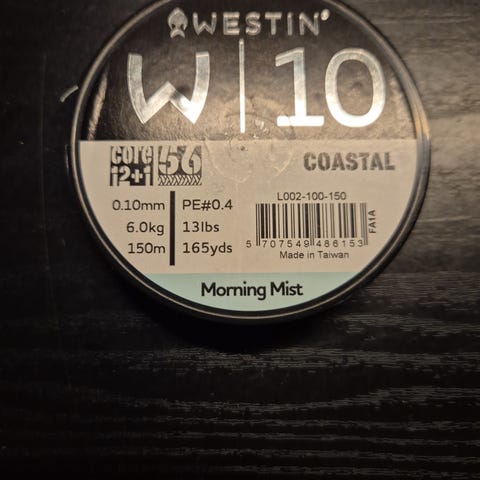 WESTIN
W|10
core 12+1 56 COASTAL
0.10mm PE#0.4
6.0kg 13lbs
150m 165yds
L002-100-150
5 707549 486153
FA1A
Made in Taiwan
Morning Mist